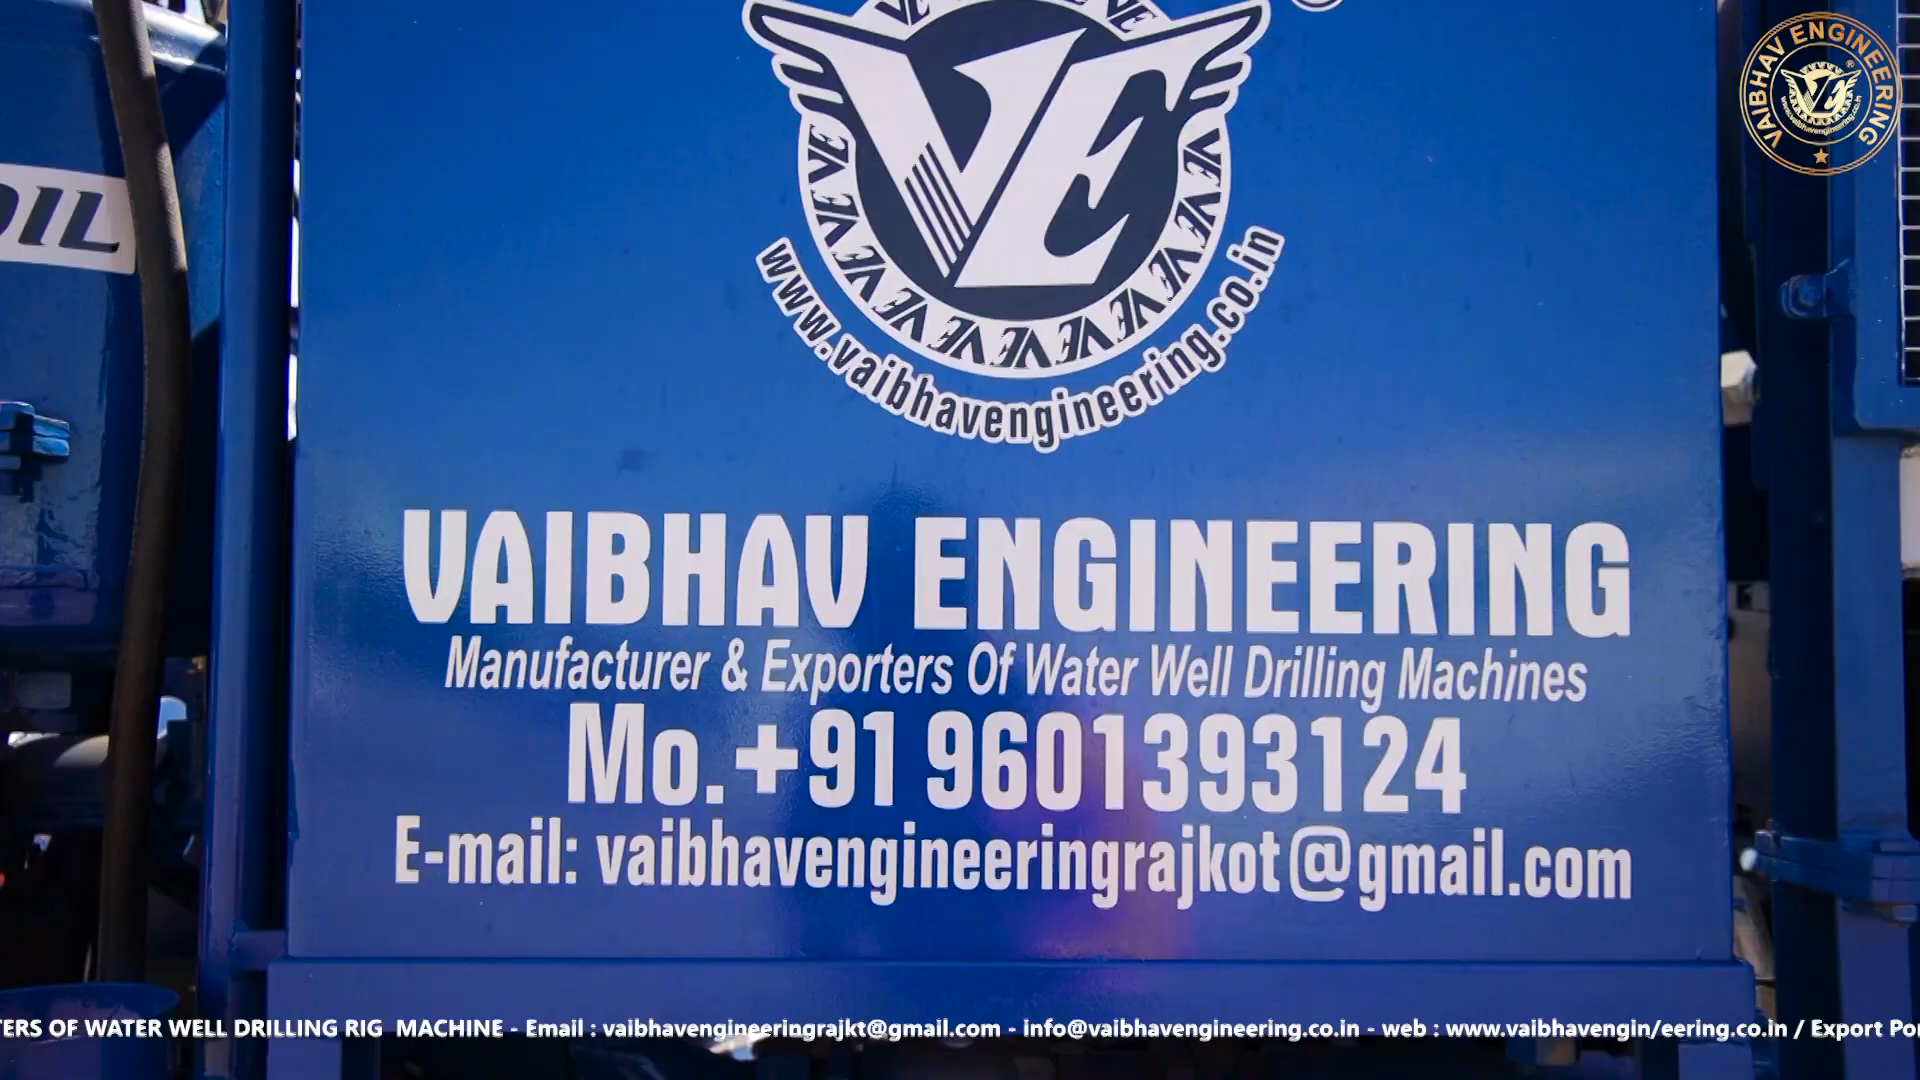 VE
www.vaibhavengineering.co.in
VAIBHAV ENGINEERING
OIL
VAIBHAV ENGINEERING
Manufacturer & Exporters Of Water Well Drilling Machines
Mo.+91 9601393124
E-mail: vaibhavengineeringrajkot@gmail.com
TERS OF WATER WELL DRILLING RIG MACHINE - Email : vaibhavengineeringrajkt@gmail.com - info@vaibhavengineering.co.in - web : www.vaibhavengin/eering.co.in / Export Po